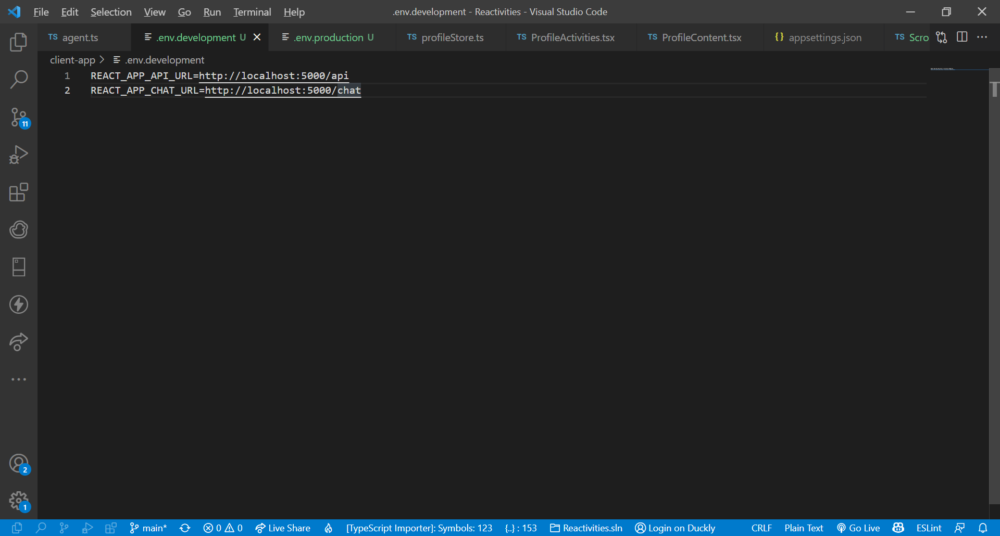 File Edit Selection View Go Run Terminal Help .env.development - Reactivities - Visual Studio Code
TS agent.ts .env.development U .env.production U TS profileStore.ts TS ProfileActivities.tsx TS ProfileContent.tsx {} appsettings.json TS Scro
client-app > .env.development
1 REACT_APP_API_URL=http://localhost:5000/api
2 REACT_APP_CHAT_URL=http://localhost:5000/chat
11
2
1
main* 0 0 Live Share [TypeScript Importer]: Symbols: 123 {..} : 153 Reactivities.sln Login on Duckly CRLF Plain Text Go Live ESLint